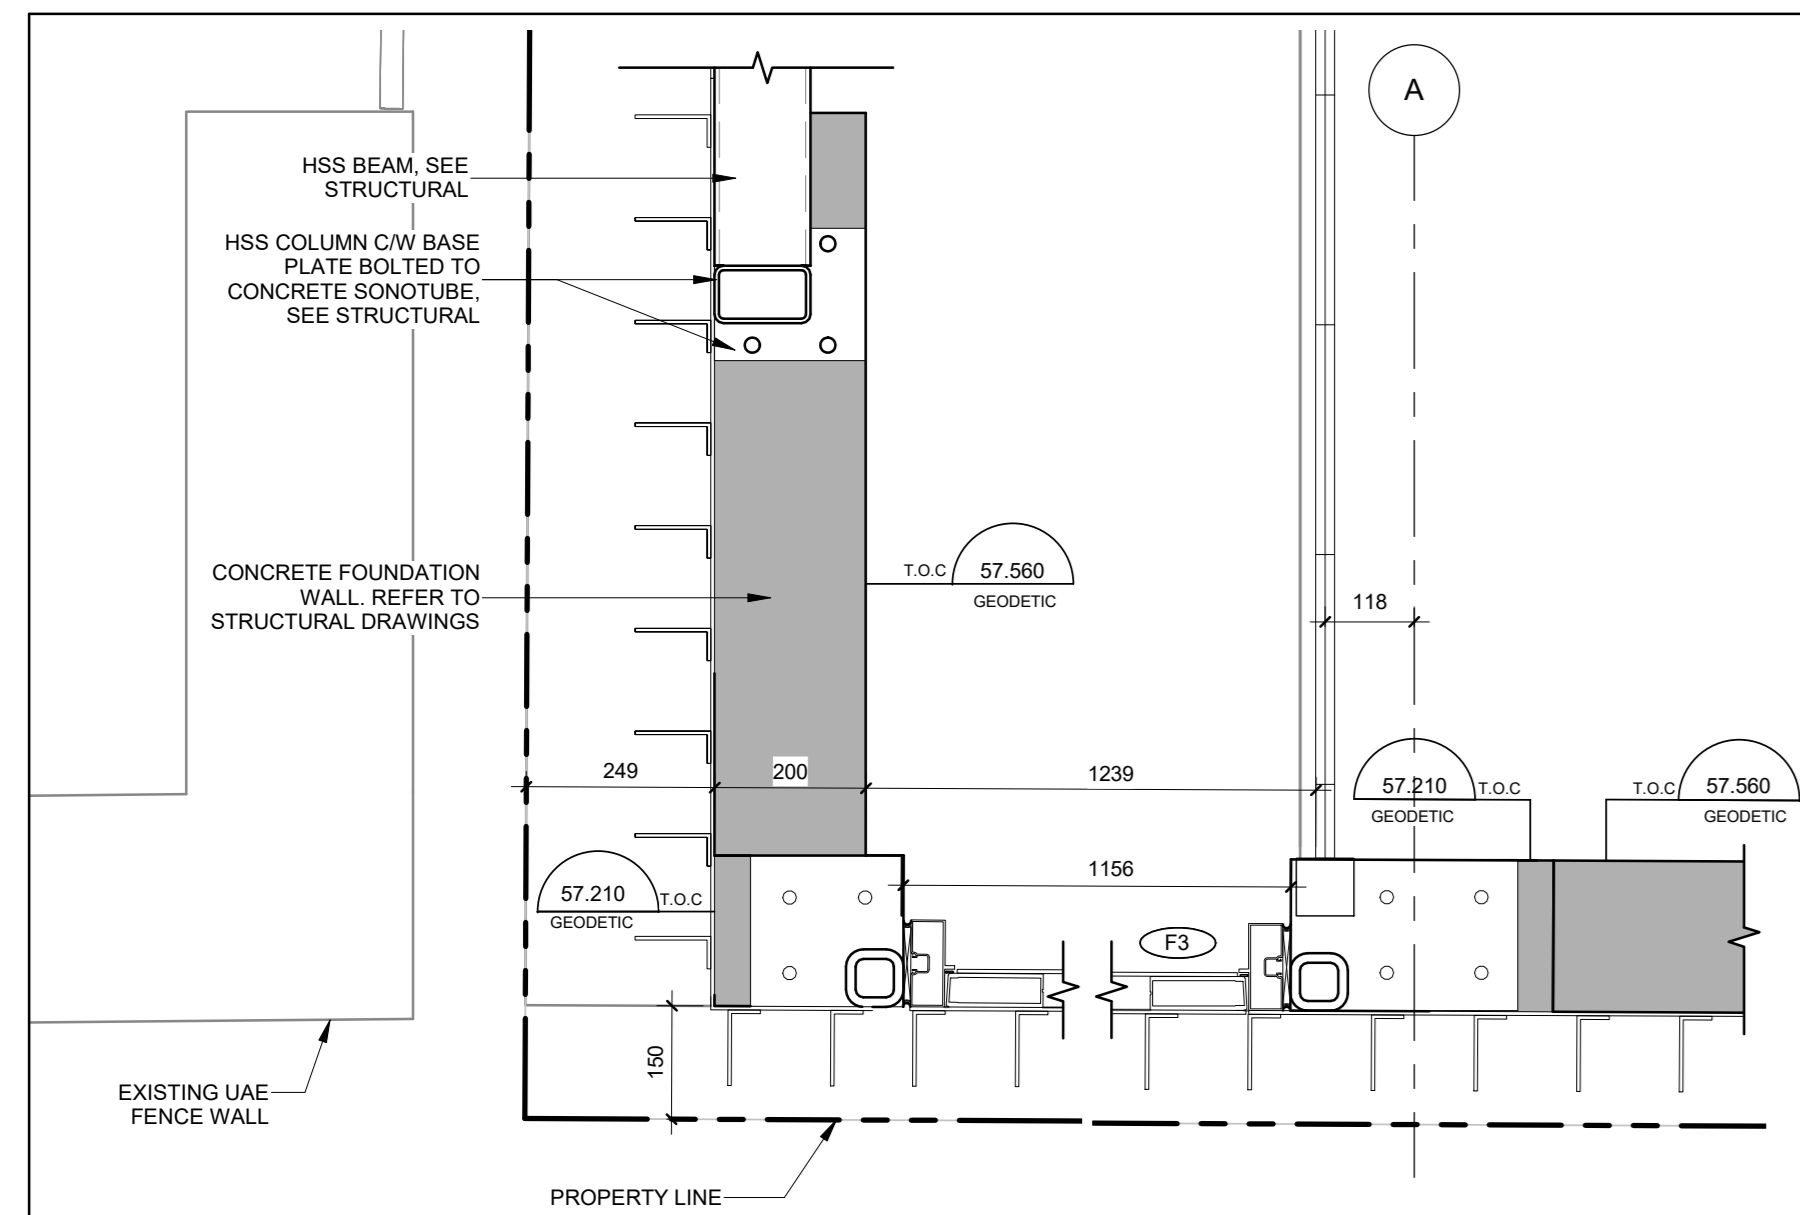 A
HSS BEAM, SEE
STRUCTURAL
HSS COLUMN C/W BASE
PLATE BOLTED TO
CONCRETE SONOTUBE,
SEE STRUCTURAL
CONCRETE FOUNDATION
WALL. REFER TO
STRUCTURAL DRAWINGS
T.O.C 57.560
GEODETIC
118
249
200
1239
57.210 T.O.C
GEODETIC
T.O.C 57.560
GEODETIC
1156
57.210 T.O.C
GEODETIC
F3
150
EXISTING UAE
FENCE WALL
PROPERTY LINE